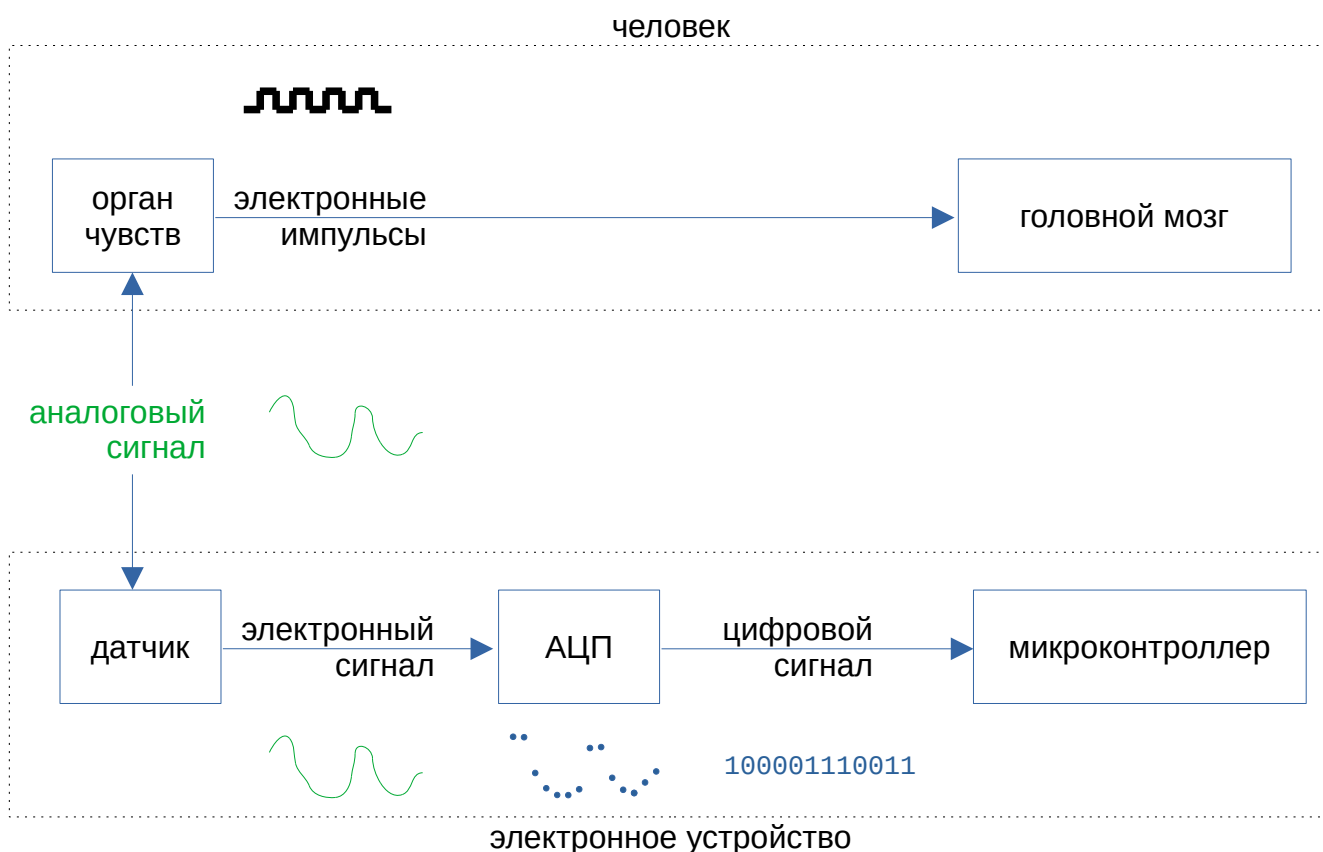 человек
орган
чувств
электронные
импульсы
головной мозг
аналоговый
сигнал
датчик
электронный
сигнал
АЦП
цифровой
сигнал
микроконтроллер
100001110011
электронное устройство